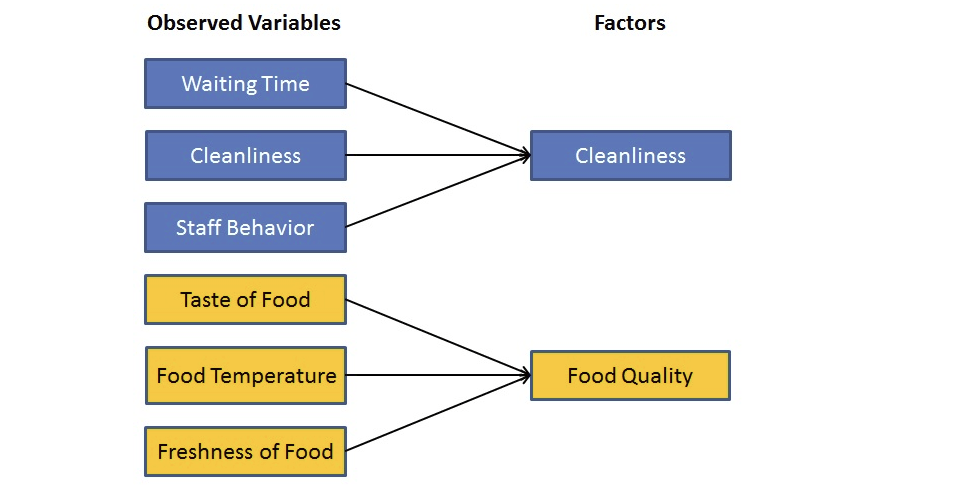 Observed Variables
Factors
Waiting Time
Cleanliness
Cleanliness
Staff Behavior
Taste of Food
Food Temperature
Food Quality
Freshness of Food